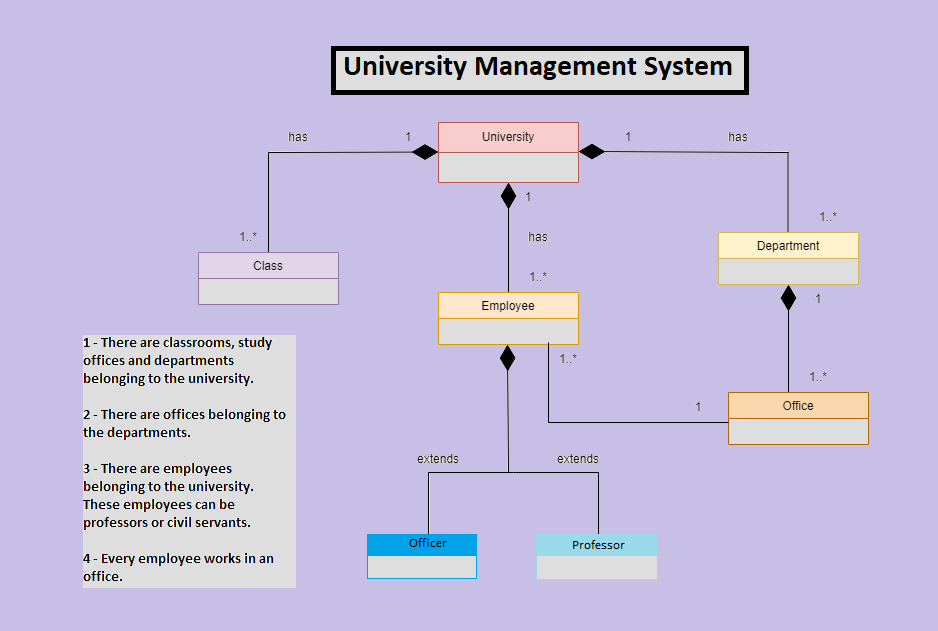 University Management System
has
1
University
1
has
1
1..*
1..*
has
Department
Class
1..*
1
Employee
1 - There are classrooms, study
offices and departments
belonging to the university.
2 - There are offices belonging to
the departments.
3 - There are employees
belonging to the university.
These employees can be
professors or civil servants.
4 - Every employee works in an
office.
1..*
1..*
1
Office
extends
extends
Officer
Professor